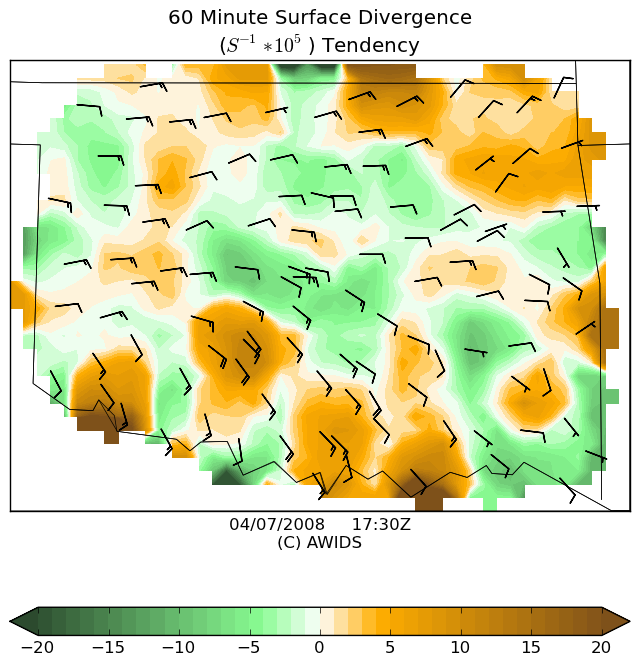 60 Minute Surface Divergence
(S⁻¹ ∗10⁵ ) Tendency
04/07/2008 17:30Z
(C) AWIDS
−20 −15 −10 −5 0 5 10 15 20